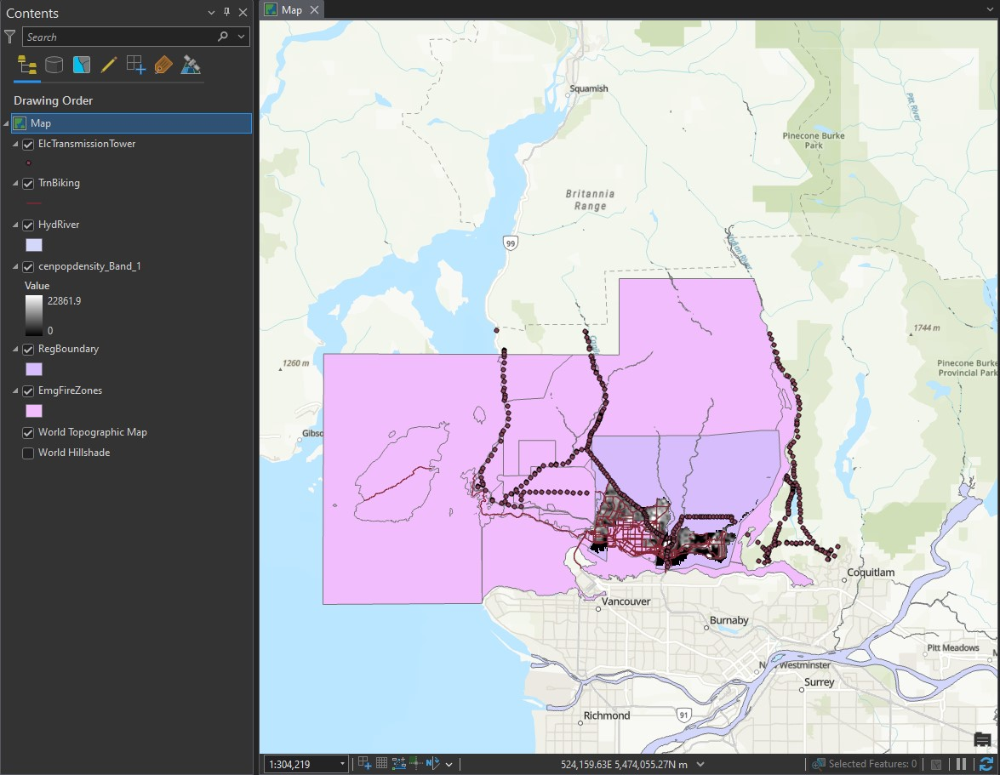 Contents
Map
Search
Drawing Order
Map
ElcTransmissionTower
TrnBiking
HydRiver
cenpopdensity_Band_1
Value
22861.9
0
RegBoundary
EmgFireZones
World Topographic Map
World Hillshade
Squamish
Pitt River
Pinecone Burke
Park
Britannia
Range
99
1744 m
1260 m
Pinecone Burke
Provincial Park
Coquitlam
Vancouver
Burnaby
Pitt Meadows
Westminster
Surrey
Richmond
91
1:304,219
524,159.63E 5,474,055.27N m
Selected Features: 0